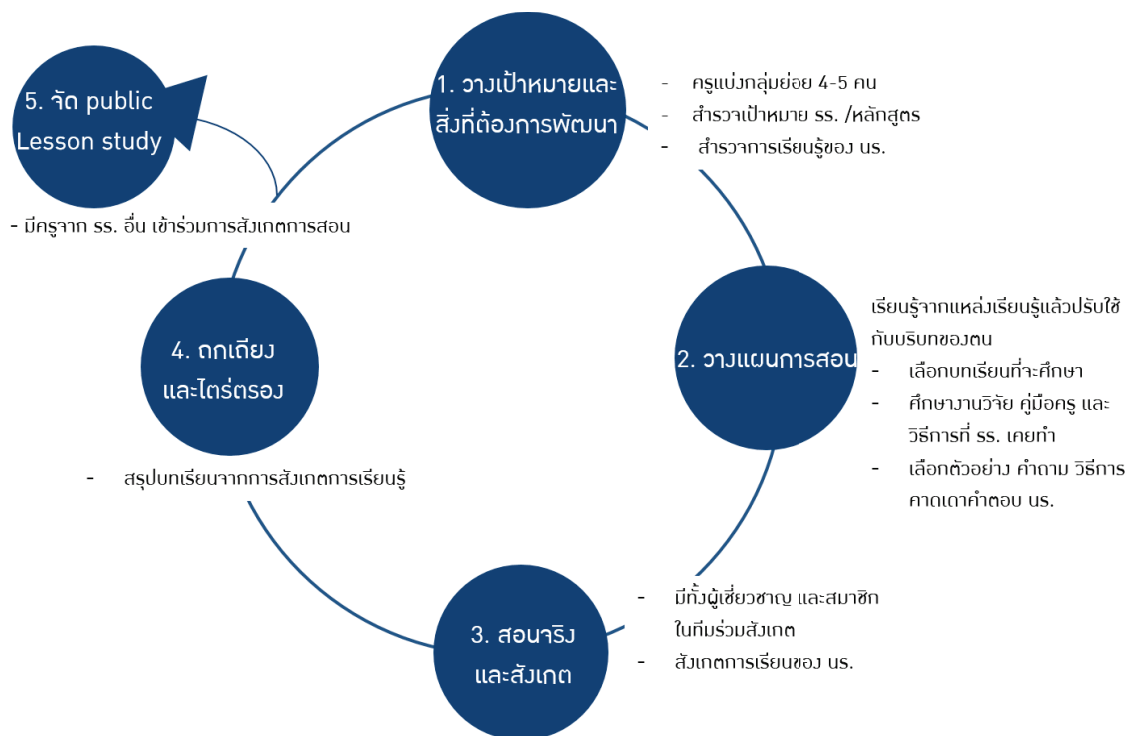 1. วางเป้าหมายและ
สิ่งที่ต้องการพัฒนา
- ครูแบ่งกลุ่มย่อย 4-5 คน
- สำรวจเป้าหมาย รร. /หลักสูตร
- สำรวจการเรียนรู้ของ นร.
2. วางแผนการสอน
เรียนรู้จากแหล่งเรียนรู้แล้วปรับใช้
กับบริบทของตน
- เลือกบทเรียนที่จะศึกษา
- ศึกษางานวิจัย คู่มือครู และ
วิธีการที่ รร. เคยทำ
- เลือกตัวอย่าง คำถาม วิธีการ
คาดเดาคำตอบ นร.
3. สอนจริง
และสังเกต
- มีทั้งผู้เชี่ยวชาญ และสมาชิก
ในทีมร่วมสังเกต
- สังเกตการเรียนของ นร.
4. ถกเถียง
และไตร่ตรอง
- สรุปบทเรียนจากการสังเกตการเรียนรู้
5. จัด public
Lesson study
- มีครูจาก รร. อื่น เข้าร่วมการสังเกตการสอน